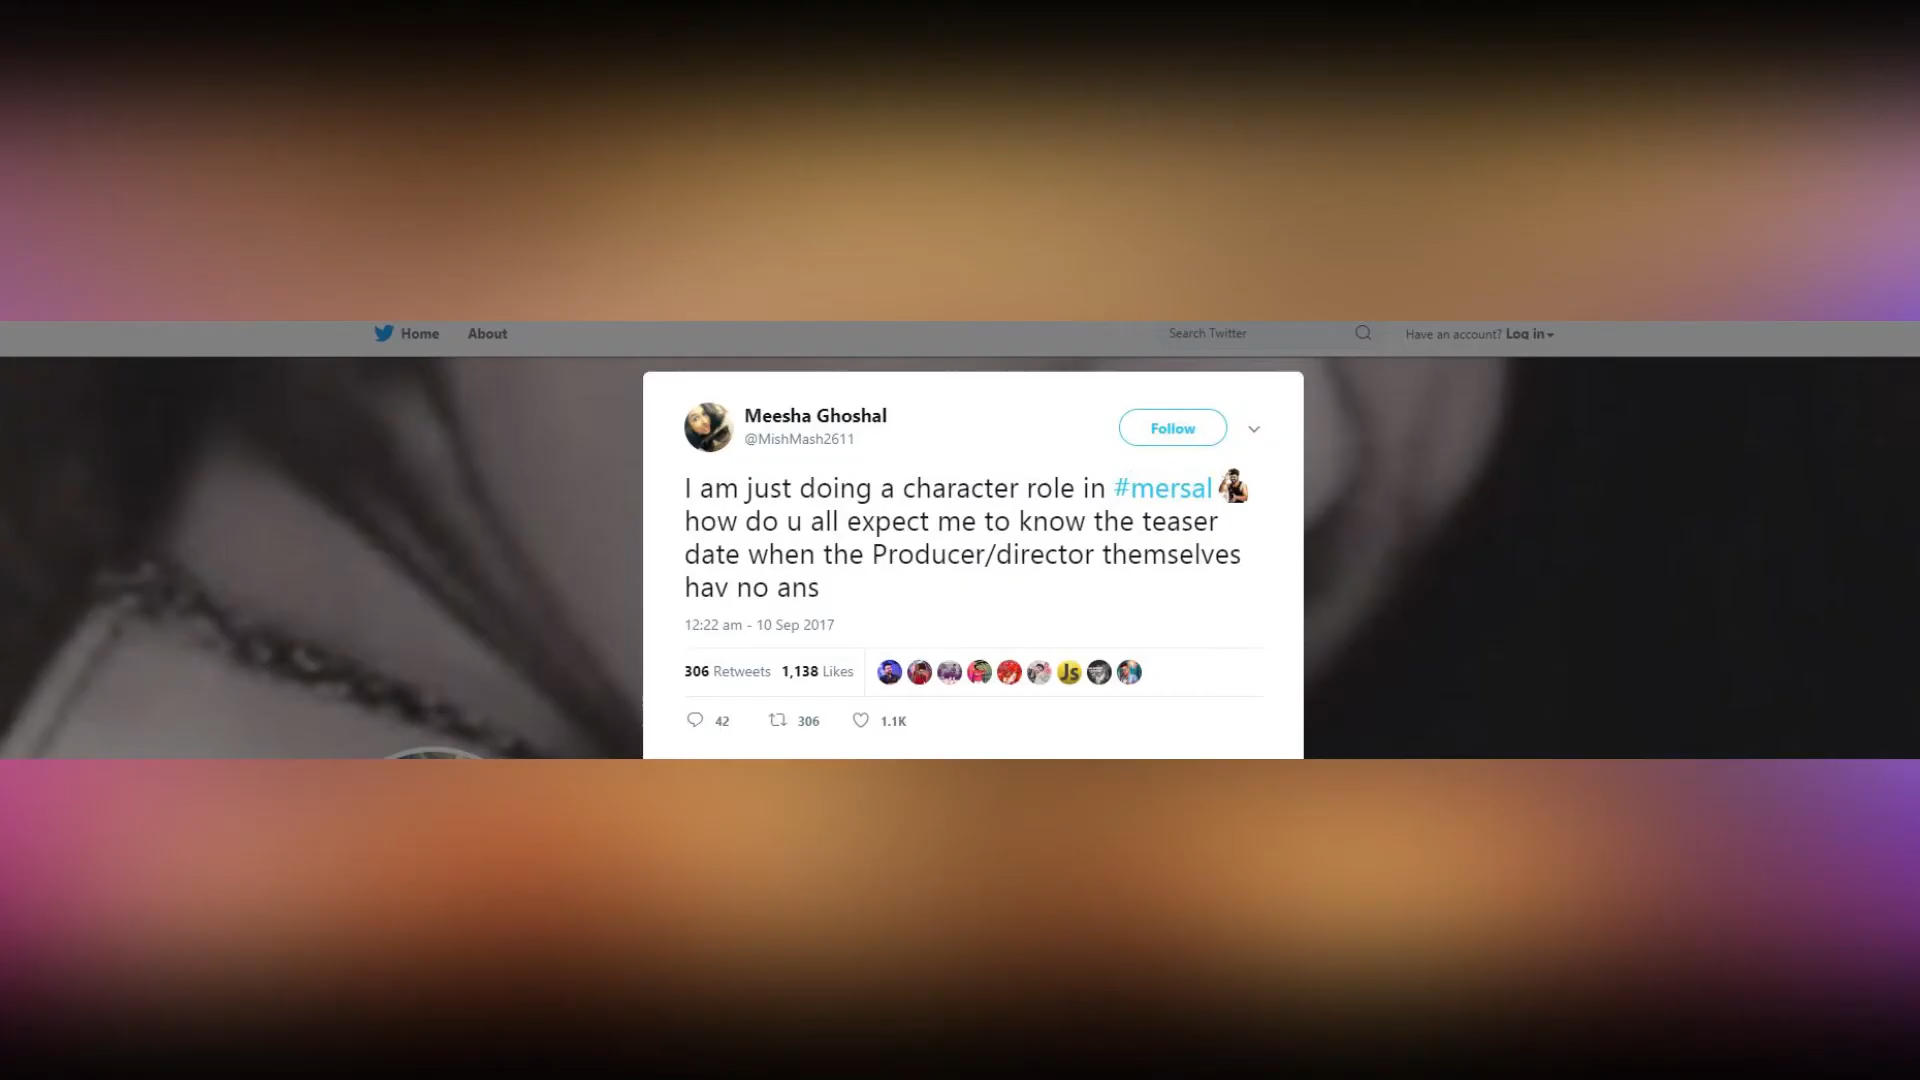 Home About Search Twitter Have an account? Log in
Meesha Ghoshal
@MishMash2611
Follow
I am just doing a character role in #mersal
how do u all expect me to know the teaser
date when the Producer/director themselves
hav no ans
12:22 am - 10 Sep 2017
306 Retweets 1,138 Likes
Js
42 306 1.1K